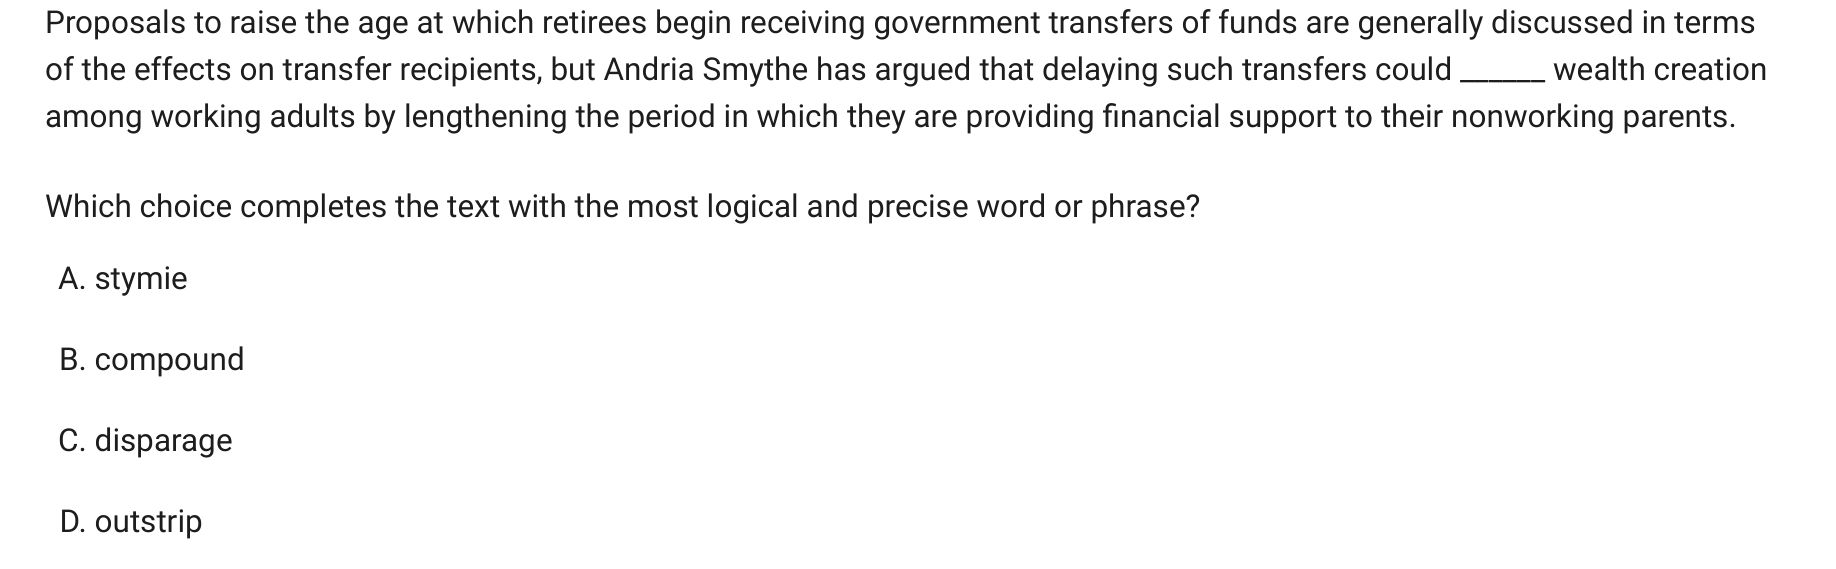 Proposals to raise the age at which retirees begin receiving government transfers of funds are generally discussed in terms
of the effects on transfer recipients, but Andria Smythe has argued that delaying such transfers could ______ wealth creation
among working adults by lengthening the period in which they are providing financial support to their nonworking parents.
Which choice completes the text with the most logical and precise word or phrase?
A. stymie
B. compound
C. disparage
D. outstrip